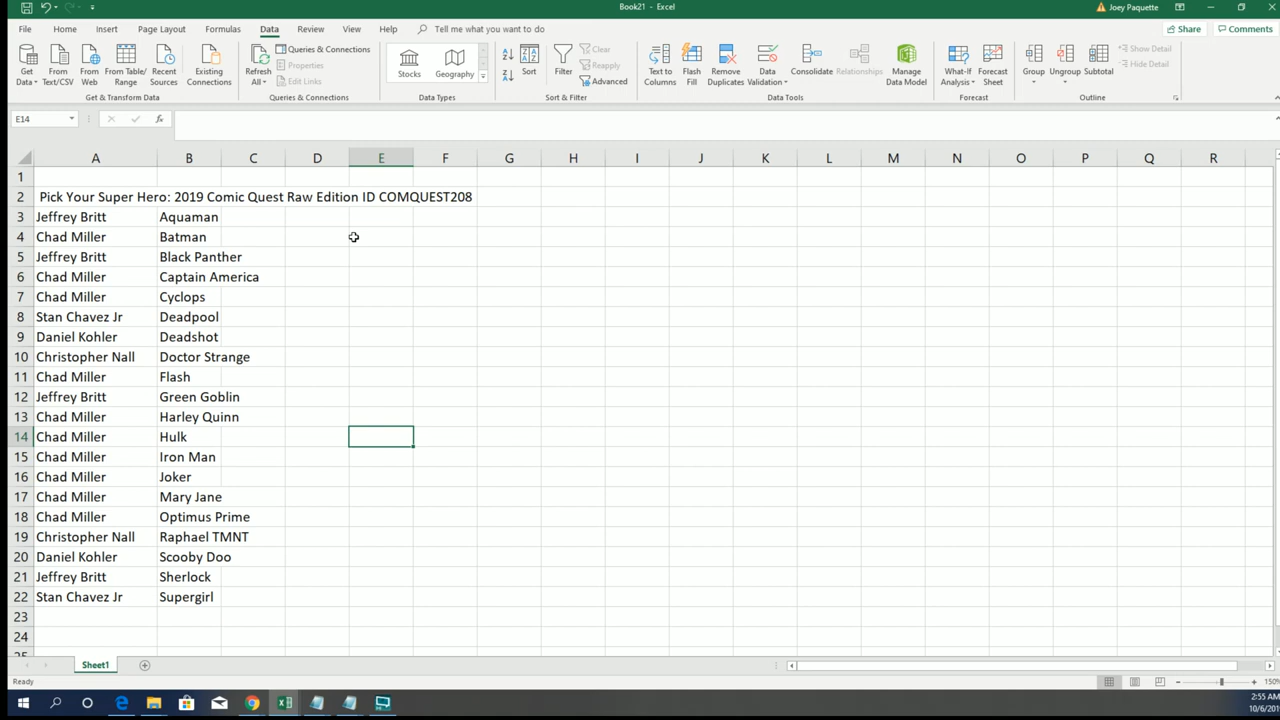 Book21 - Excel
Joey Paquette
File Home Insert Page Layout Formulas Data Review View Help Tell me what you want to do
Share Comments
Get Data From Text/CSV From Web From Table/ Range Recent Sources Existing Connections
Refresh All Queries & Connections Properties Edit Links
Stocks Geography
Sort Filter Clear Reapply Advanced
Text to Columns Flash Fill Remove Duplicates Data Validation Consolidate Relationships Manage Data Model
What-If Analysis Forecast Sheet
Group Ungroup Subtotal Show Detail Hide Detail
Get & Transform Data Queries & Connections Data Types Sort & Filter Data Tools Forecast Outline
E14 fx
A B C D E F G H I J K L M N O P Q R
1
2 Pick Your Super Hero: 2019 Comic Quest Raw Edition ID COMQUEST208
3 Jeffrey Britt Aquaman
4 Chad Miller Batman
5 Jeffrey Britt Black Panther
6 Chad Miller Captain America
7 Chad Miller Cyclops
8 Stan Chavez Jr Deadpool
9 Daniel Kohler Deadshot
10 Christopher Nall Doctor Strange
11 Chad Miller Flash
12 Jeffrey Britt Green Goblin
13 Chad Miller Harley Quinn
14 Chad Miller Hulk
15 Chad Miller Iron Man
16 Chad Miller Joker
17 Chad Miller Mary Jane
18 Chad Miller Optimus Prime
19 Christopher Nall Raphael TMNT
20 Daniel Kohler Scooby Doo
21 Jeffrey Britt Sherlock
22 Stan Chavez Jr Supergirl
23
24
25
Sheet1
Ready
150%
2:55 AM
10/6/201